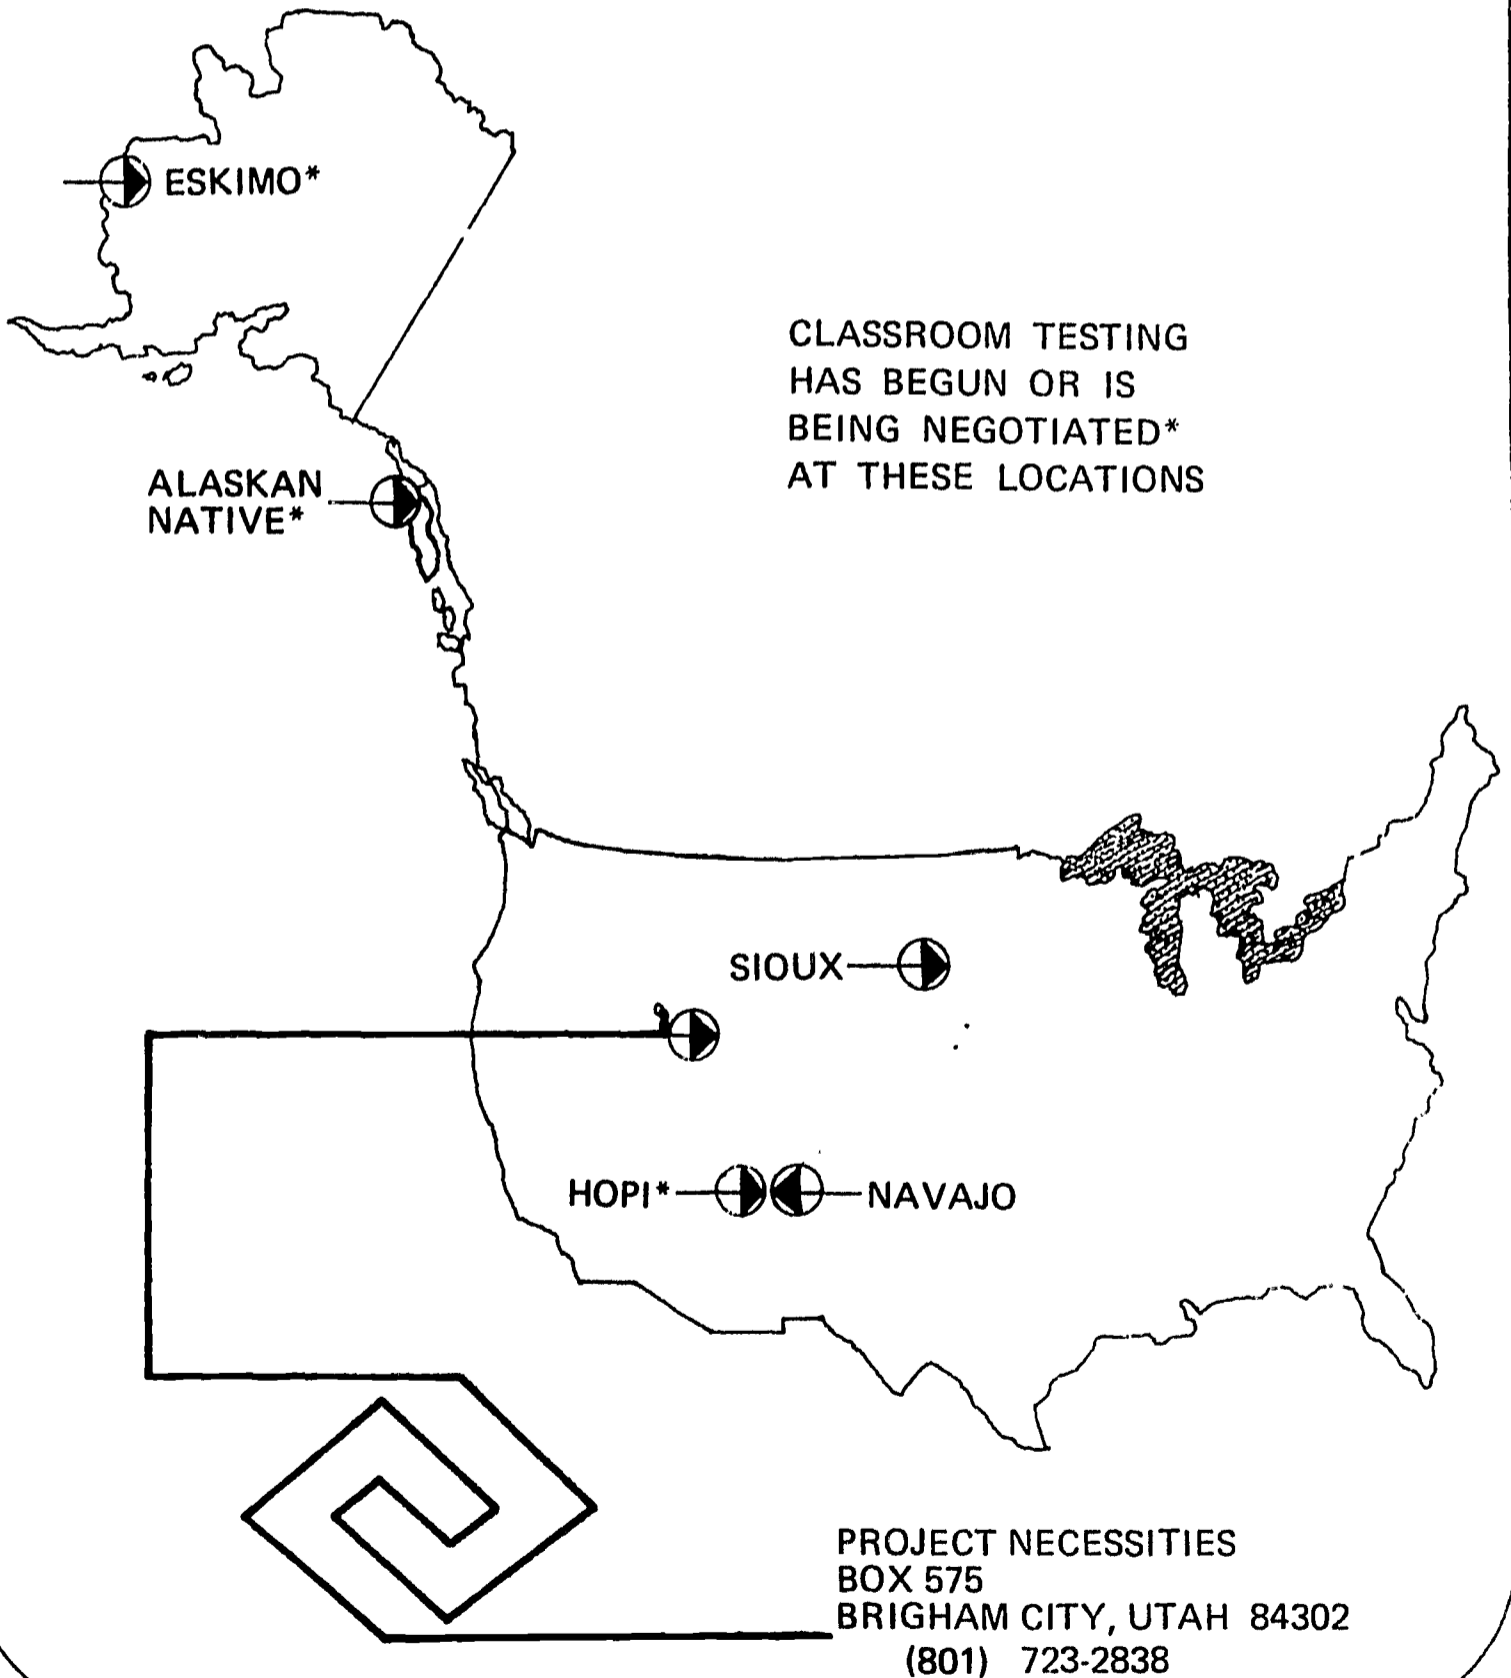 ESKIMO*
CLASSROOM TESTING
HAS BEGUN OR IS
BEING NEGOTIATED*
AT THESE LOCATIONS
ALASKAN
NATIVE*
SIOUX
HOPI*
NAVAJO
PROJECT NECESSITIES
BOX 575
BRIGHAM CITY, UTAH 84302
(801) 723-2838